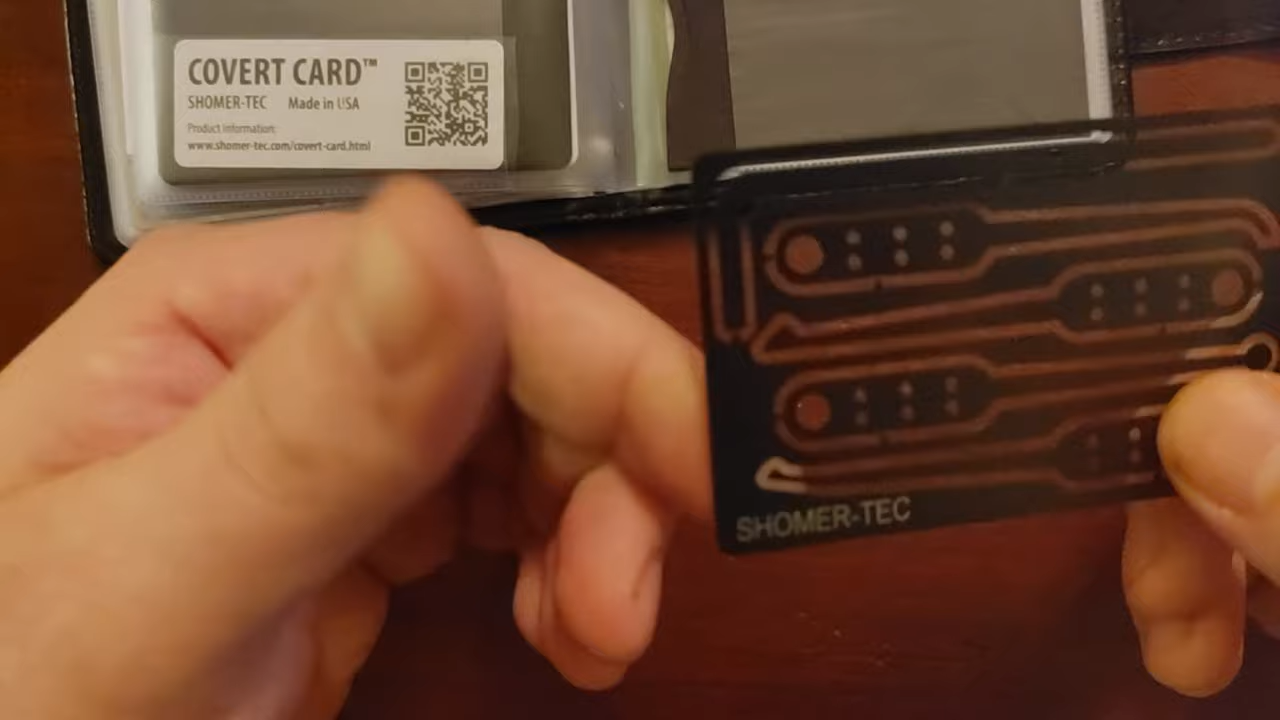 COVERT CARD™
SHOMER-TEC Made in USA
Product information:
www.shomer-tec.com/covert-card.html
SHOMER-TEC